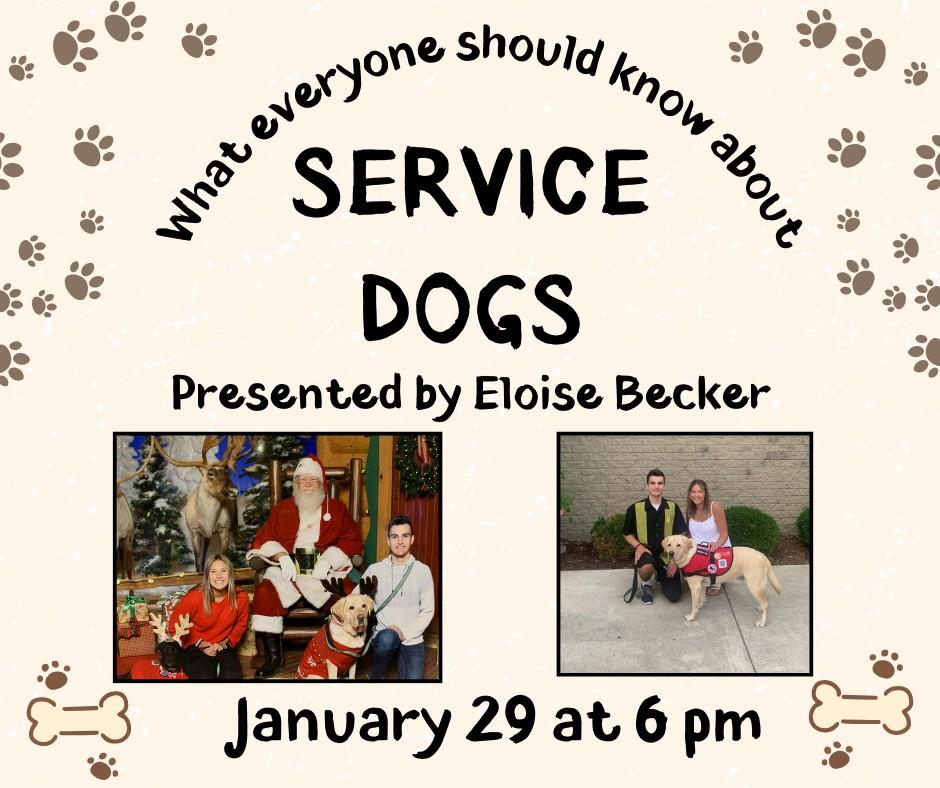 What everyone should know about
SERVICE
DOGS
Presented by Eloise Becker
January 29 at 6 pm